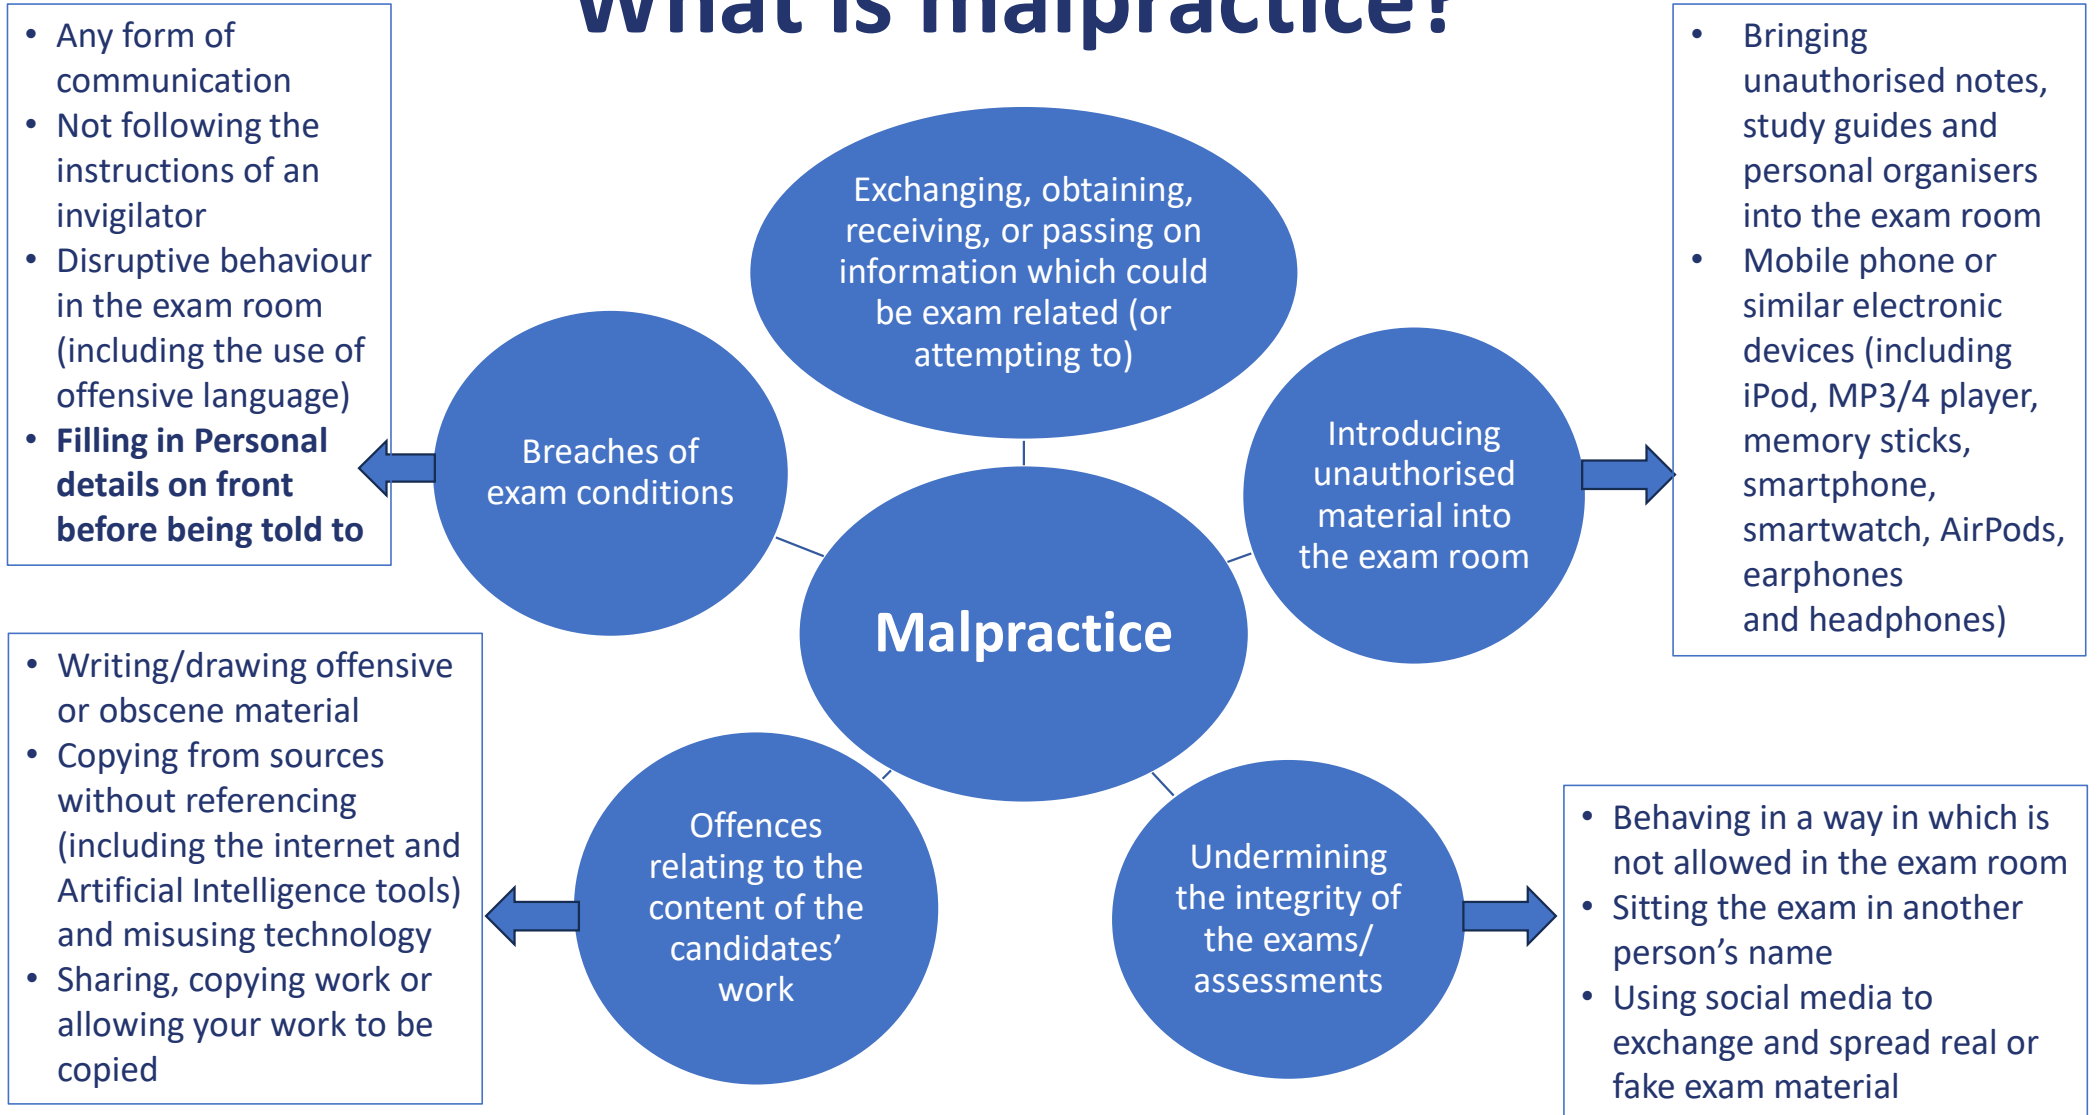 What is malpractice?
• Any form of
communication
• Not following the
instructions of an
invigilator
• Disruptive behaviour
in the exam room
(including the use of
offensive language)
• Filling in Personal
details on front
before being told to
Exchanging, obtaining,
receiving, or passing on
information which could
be exam related (or
attempting to)
• Bringing
unauthorised notes,
study guides and
personal organisers
into the exam room
• Mobile phone or
similar electronic
devices (including
iPod, MP3/4 player,
memory sticks,
smartphone,
smartwatch, AirPods,
earphones
and headphones)
Breaches of
exam conditions
Introducing
unauthorised
material into
the exam room
Malpractice
• Writing/drawing offensive
or obscene material
• Copying from sources
without referencing
(including the internet and
Artificial Intelligence tools)
and misusing technology
• Sharing, copying work or
allowing your work to be
copied
Offences
relating to the
content of the
candidates’
work
Undermining
the integrity of
the exams/
assessments
• Behaving in a way in which is
not allowed in the exam room
• Sitting the exam in another
person’s name
• Using social media to
exchange and spread real or
fake exam material